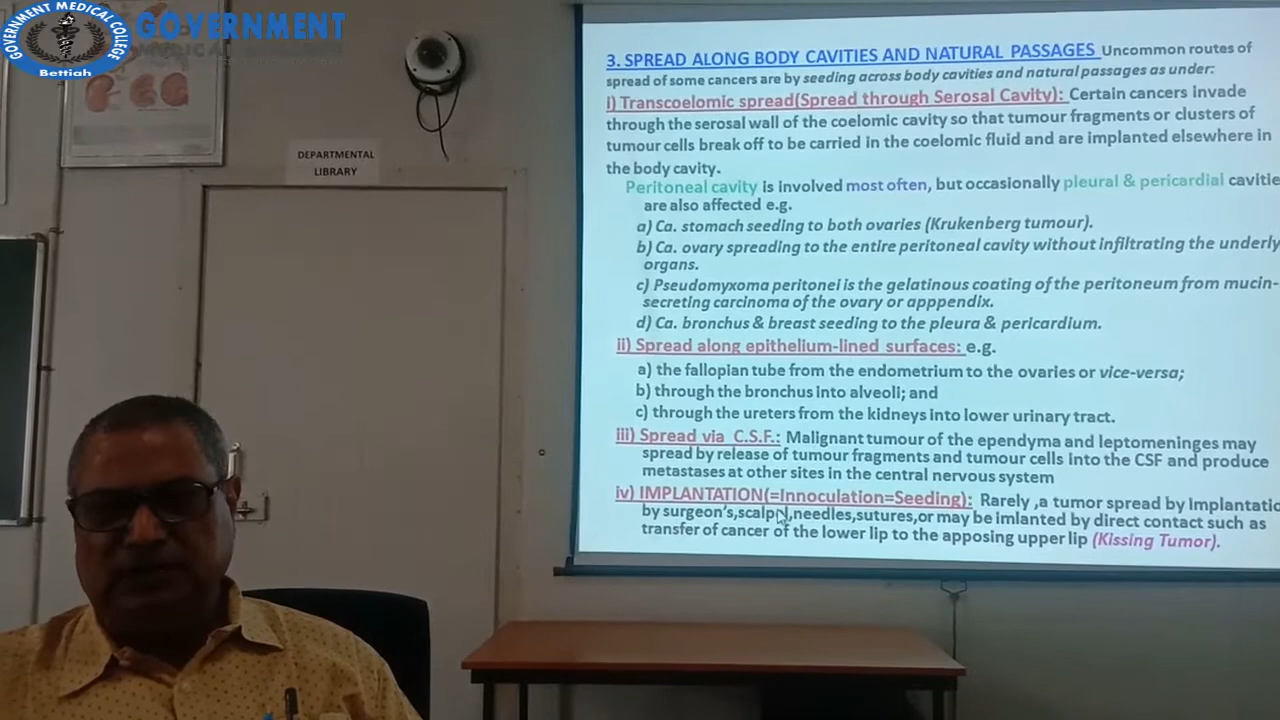 GOVERNMENT MEDICAL COLLEGE
Bettiah
GOVERNMENT
MEDICAL
DEPARTMENTAL
LIBRARY
3. SPREAD ALONG BODY CAVITIES AND NATURAL PASSAGES Uncommon routes of
spread of some cancers are by seeding across body cavities and natural passages as under:
i) Transcoelomic spread(Spread through Serosal Cavity): Certain cancers invade
through the serosal wall of the coelomic cavity so that tumour fragments or clusters of
tumour cells break off to be carried in the coelomic fluid and are implanted elsewhere in
the body cavity.
Peritoneal cavity is involved most often, but occasionally pleural & pericardial cavitie
are also affected e.g.
a) Ca. stomach seeding to both ovaries (Krukenberg tumour).
b) Ca. ovary spreading to the entire peritoneal cavity without infiltrating the underly
organs.
c) Pseudomyxoma peritonei is the gelatinous coating of the peritoneum from mucin-
secreting carcinoma of the ovary or apppendix.
d) Ca. bronchus & breast seeding to the pleura & pericardium.
ii) Spread along epithelium-lined surfaces: e.g.
a) the fallopian tube from the endometrium to the ovaries or vice-versa;
b) through the bronchus into alveoli; and
c) through the ureters from the kidneys into lower urinary tract.
iii) Spread via C.S.F.: Malignant tumour of the ependyma and leptomeninges may
spread by release of tumour fragments and tumour cells into the CSF and produce
metastases at other sites in the central nervous system
iv) IMPLANTATION(=Innoculation=Seeding): Rarely ,a tumor spread by Implantatio
by surgeon's,scalpel,needles,sutures,or may be imlanted by direct contact such as
transfer of cancer of the lower lip to the apposing upper lip (Kissing Tumor).